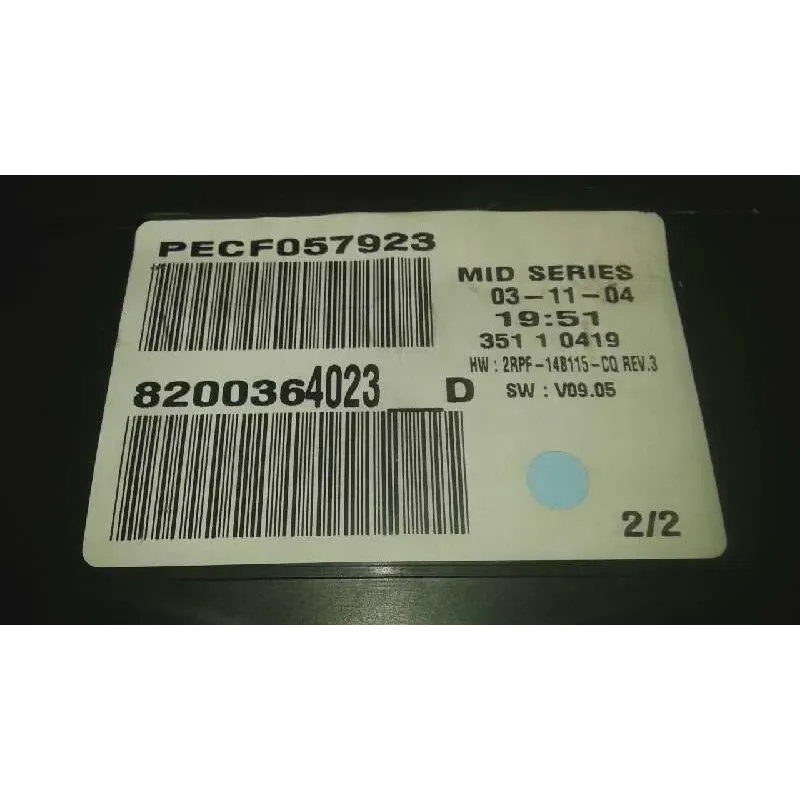 PECF057923
MID SERIES
03-11-04
19:51
351 1 0419
HW : 2RPF-14B115-CQ REV.3
SW : V09.05
8200364023__D
2/2